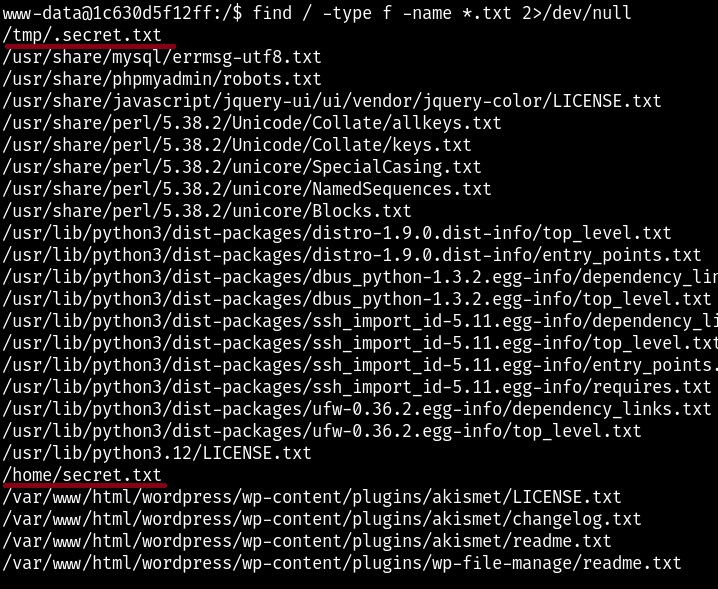 www-data@1c630d5f12ff:/$ find / -type f -name *.txt 2>/dev/null
/tmp/.secret.txt
/usr/share/mysql/errmsg-utf8.txt
/usr/share/phpmyadmin/robots.txt
/usr/share/javascript/jquery-ui/ui/vendor/jquery-color/LICENSE.txt
/usr/share/perl/5.38.2/Unicode/Collate/allkeys.txt
/usr/share/perl/5.38.2/Unicode/Collate/keys.txt
/usr/share/perl/5.38.2/unicore/SpecialCasing.txt
/usr/share/perl/5.38.2/unicore/NamedSequences.txt
/usr/share/perl/5.38.2/unicore/Blocks.txt
/usr/lib/python3/dist-packages/distro-1.9.0.dist-info/top_level.txt
/usr/lib/python3/dist-packages/distro-1.9.0.dist-info/entry_points.txt
/usr/lib/python3/dist-packages/dbus_python-1.3.2.egg-info/dependency_lin
/usr/lib/python3/dist-packages/dbus_python-1.3.2.egg-info/top_level.txt
/usr/lib/python3/dist-packages/ssh_import_id-5.11.egg-info/dependency_l
/usr/lib/python3/dist-packages/ssh_import_id-5.11.egg-info/top_level.txt
/usr/lib/python3/dist-packages/ssh_import_id-5.11.egg-info/entry_points.
/usr/lib/python3/dist-packages/ssh_import_id-5.11.egg-info/requires.txt
/usr/lib/python3/dist-packages/ufw-0.36.2.egg-info/dependency_links.txt
/usr/lib/python3/dist-packages/ufw-0.36.2.egg-info/top_level.txt
/usr/lib/python3.12/LICENSE.txt
/home/secret.txt
/var/www/html/wordpress/wp-content/plugins/akismet/LICENSE.txt
/var/www/html/wordpress/wp-content/plugins/akismet/changelog.txt
/var/www/html/wordpress/wp-content/plugins/akismet/readme.txt
/var/www/html/wordpress/wp-content/plugins/wp-file-manage/readme.txt